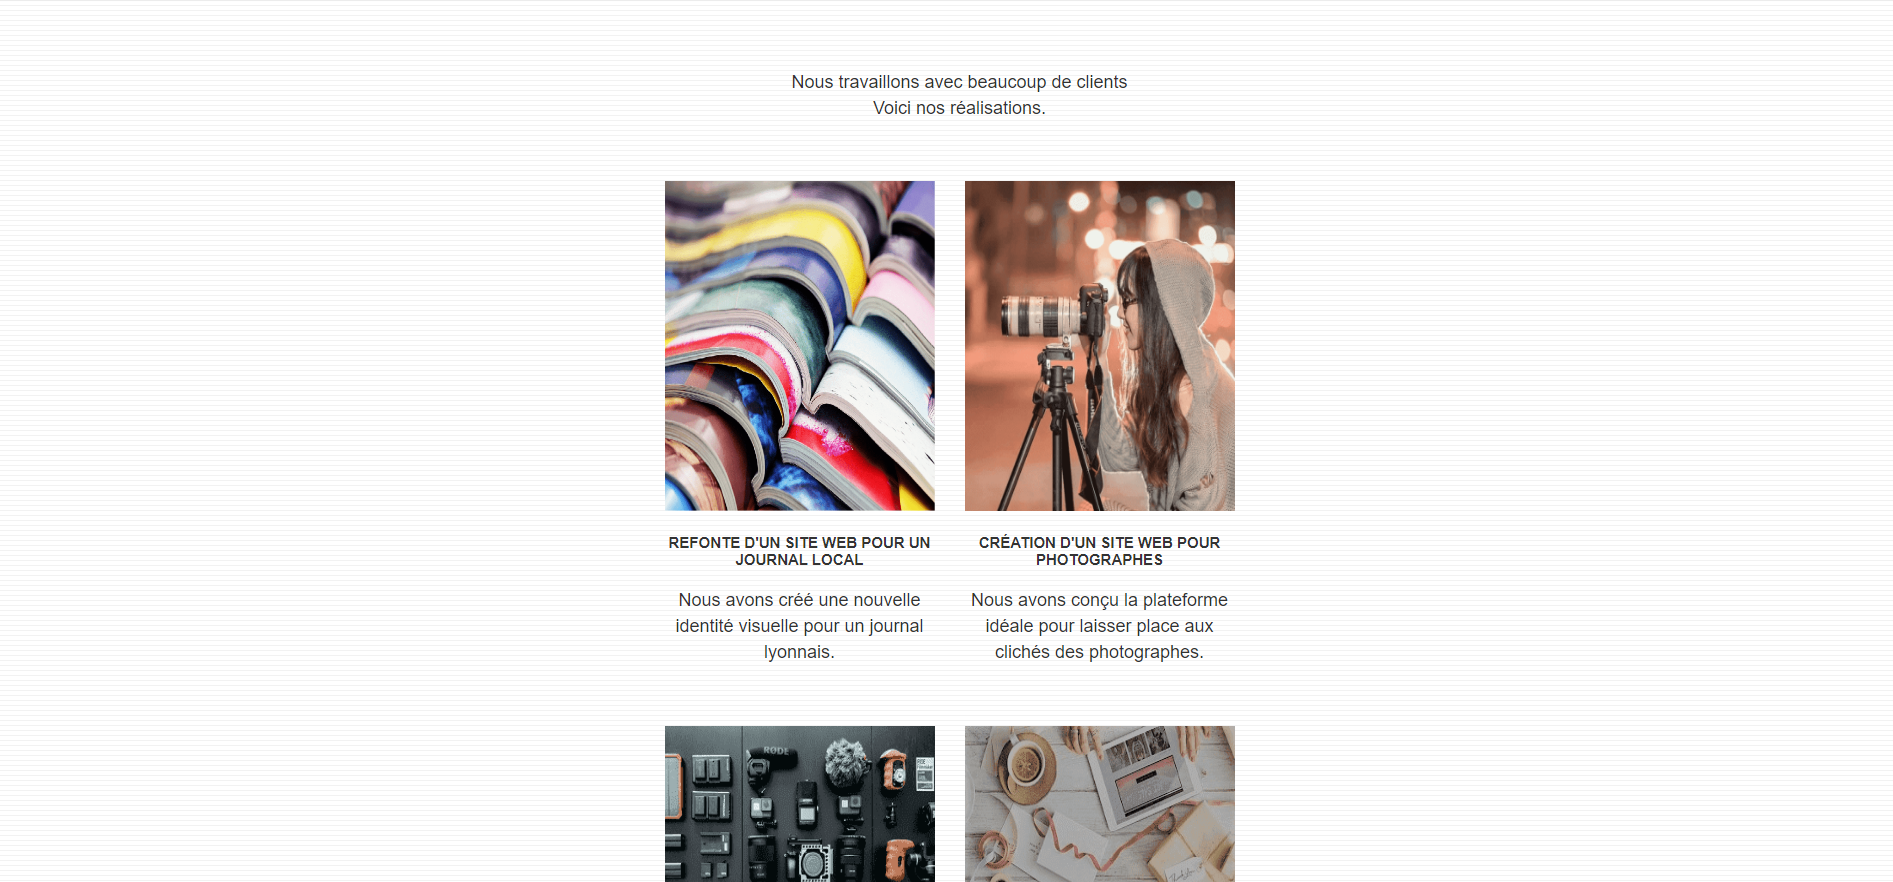 Nous travaillons avec beaucoup de clients
Voici nos réalisations.
REFONTE D'UN SITE WEB POUR UN
JOURNAL LOCAL
Nous avons créé une nouvelle
identité visuelle pour un journal
lyonnais.
CRÉATION D'UN SITE WEB POUR
PHOTOGRAPHES
Nous avons conçu la plateforme
idéale pour laisser place aux
clichés des photographes.
RODE